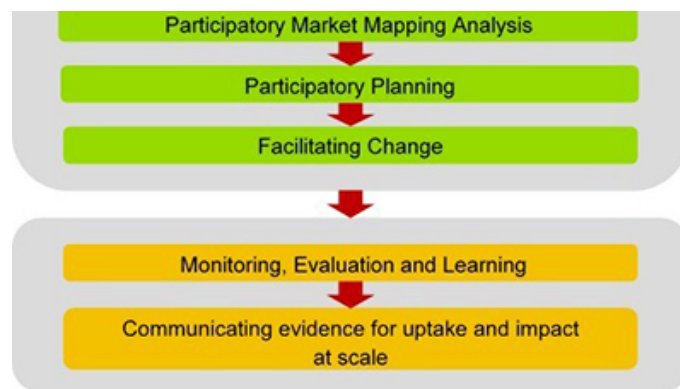 Participatory Market Mapping Analysis
Participatory Planning
Facilitating Change
Monitoring, Evaluation and Learning
Communicating evidence for uptake and impact
at scale